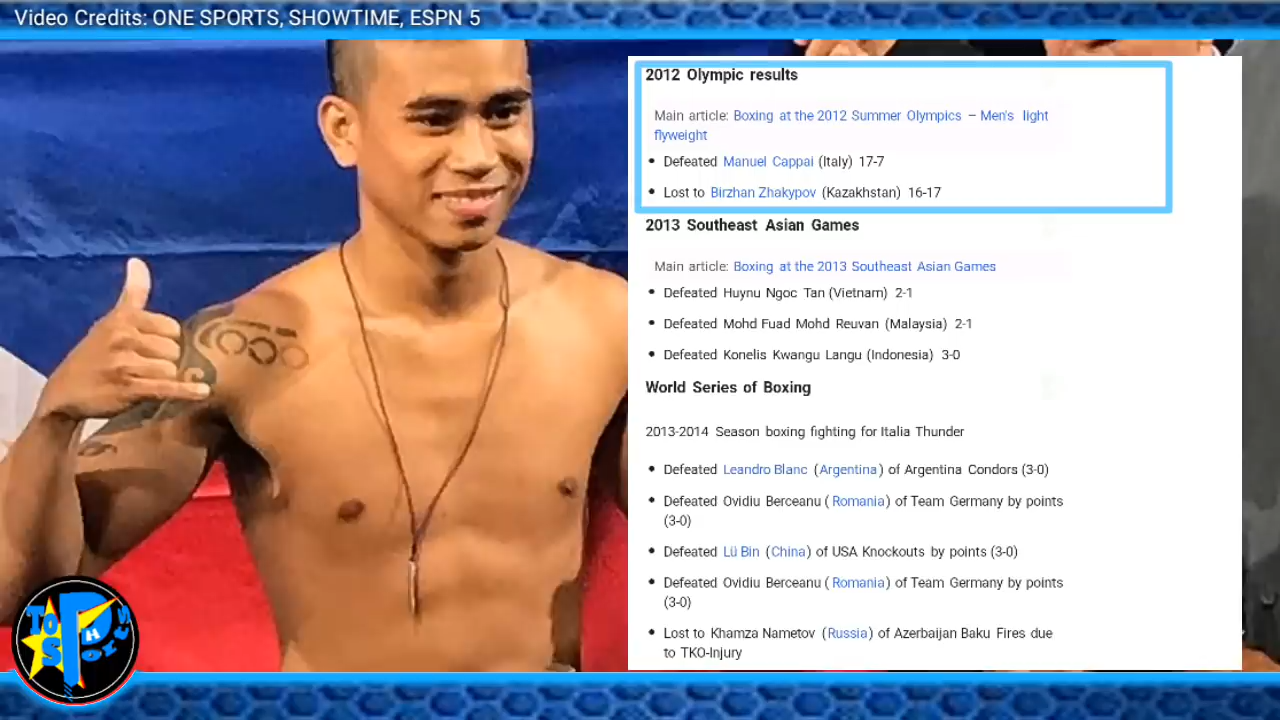 Video Credits: ONE SPORTS, SHOWTIME, ESPN 5
2012 Olympic results
Main article: Boxing at the 2012 Summer Olympics – Men's light
flyweight
• Defeated Manuel Cappai (Italy) 17-7
• Lost to Birzhan Zhakypov (Kazakhstan) 16-17
2013 Southeast Asian Games
Main article: Boxing at the 2013 Southeast Asian Games
• Defeated Huynu Ngoc Tan (Vietnam) 2-1
• Defeated Mohd Fuad Mohd Reuvan (Malaysia) 2-1
• Defeated Konelis Kwangu Langu (Indonesia) 3-0
World Series of Boxing
2013-2014 Season boxing fighting for Italia Thunder
• Defeated Leandro Blanc (Argentina) of Argentina Condors (3-0)
• Defeated Ovidiu Berceanu (Romania) of Team Germany by points
(3-0)
• Defeated Lü Bin (China) of USA Knockouts by points (3-0)
• Defeated Ovidiu Berceanu (Romania) of Team Germany by points
(3-0)
• Lost to Khamza Nametov (Russia) of Azerbaijan Baku Fires due
to TKO-Injury
TOP
PH
Sports